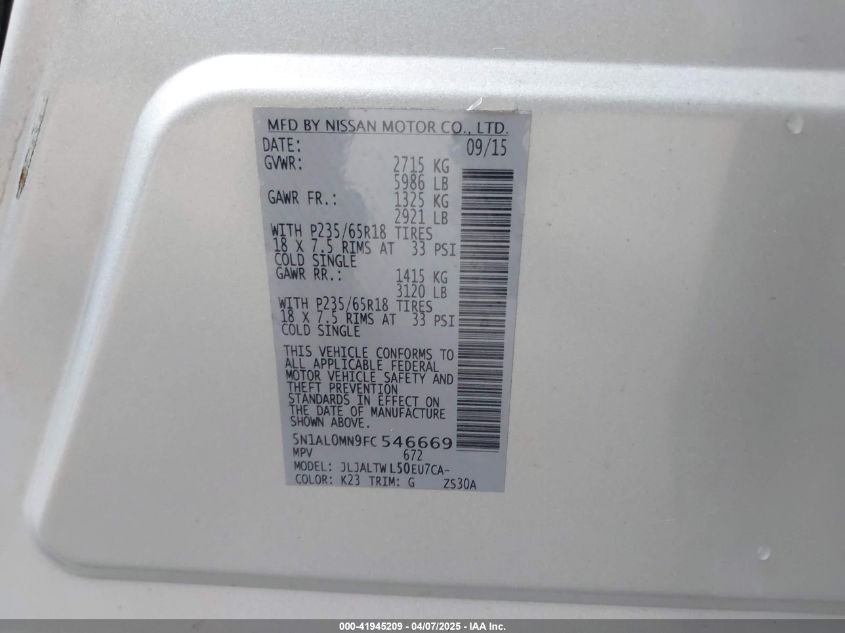 MFD BY NISSAN MOTOR CO., LTD.
DATE: 09/15
GVWR: 2715 KG
5986 LB
GAWR FR.: 1325 KG
2921 LB
WITH P235/65R18 TIRES
18 X 7.5 RIMS AT 33 PSI
COLD SINGLE
GAWR RR.: 1415 KG
3120 LB
WITH P235/65R18 TIRES
18 X 7.5 RIMS AT 33 PSI
COLD SINGLE
THIS VEHICLE CONFORMS TO
ALL APPLICABLE FEDERAL
MOTOR VEHICLE SAFETY AND
THEFT PREVENTION
STANDARDS IN EFFECT ON
THE DATE OF MANUFACTURE
SHOWN ABOVE.
5N1AL0MN9FC546669
MPV 672
MODEL: JLJALTWL50EU7CA-
COLOR: K23 TRIM: G ZS30A
000-41945209 - 04/07/2025 - IAA Inc.